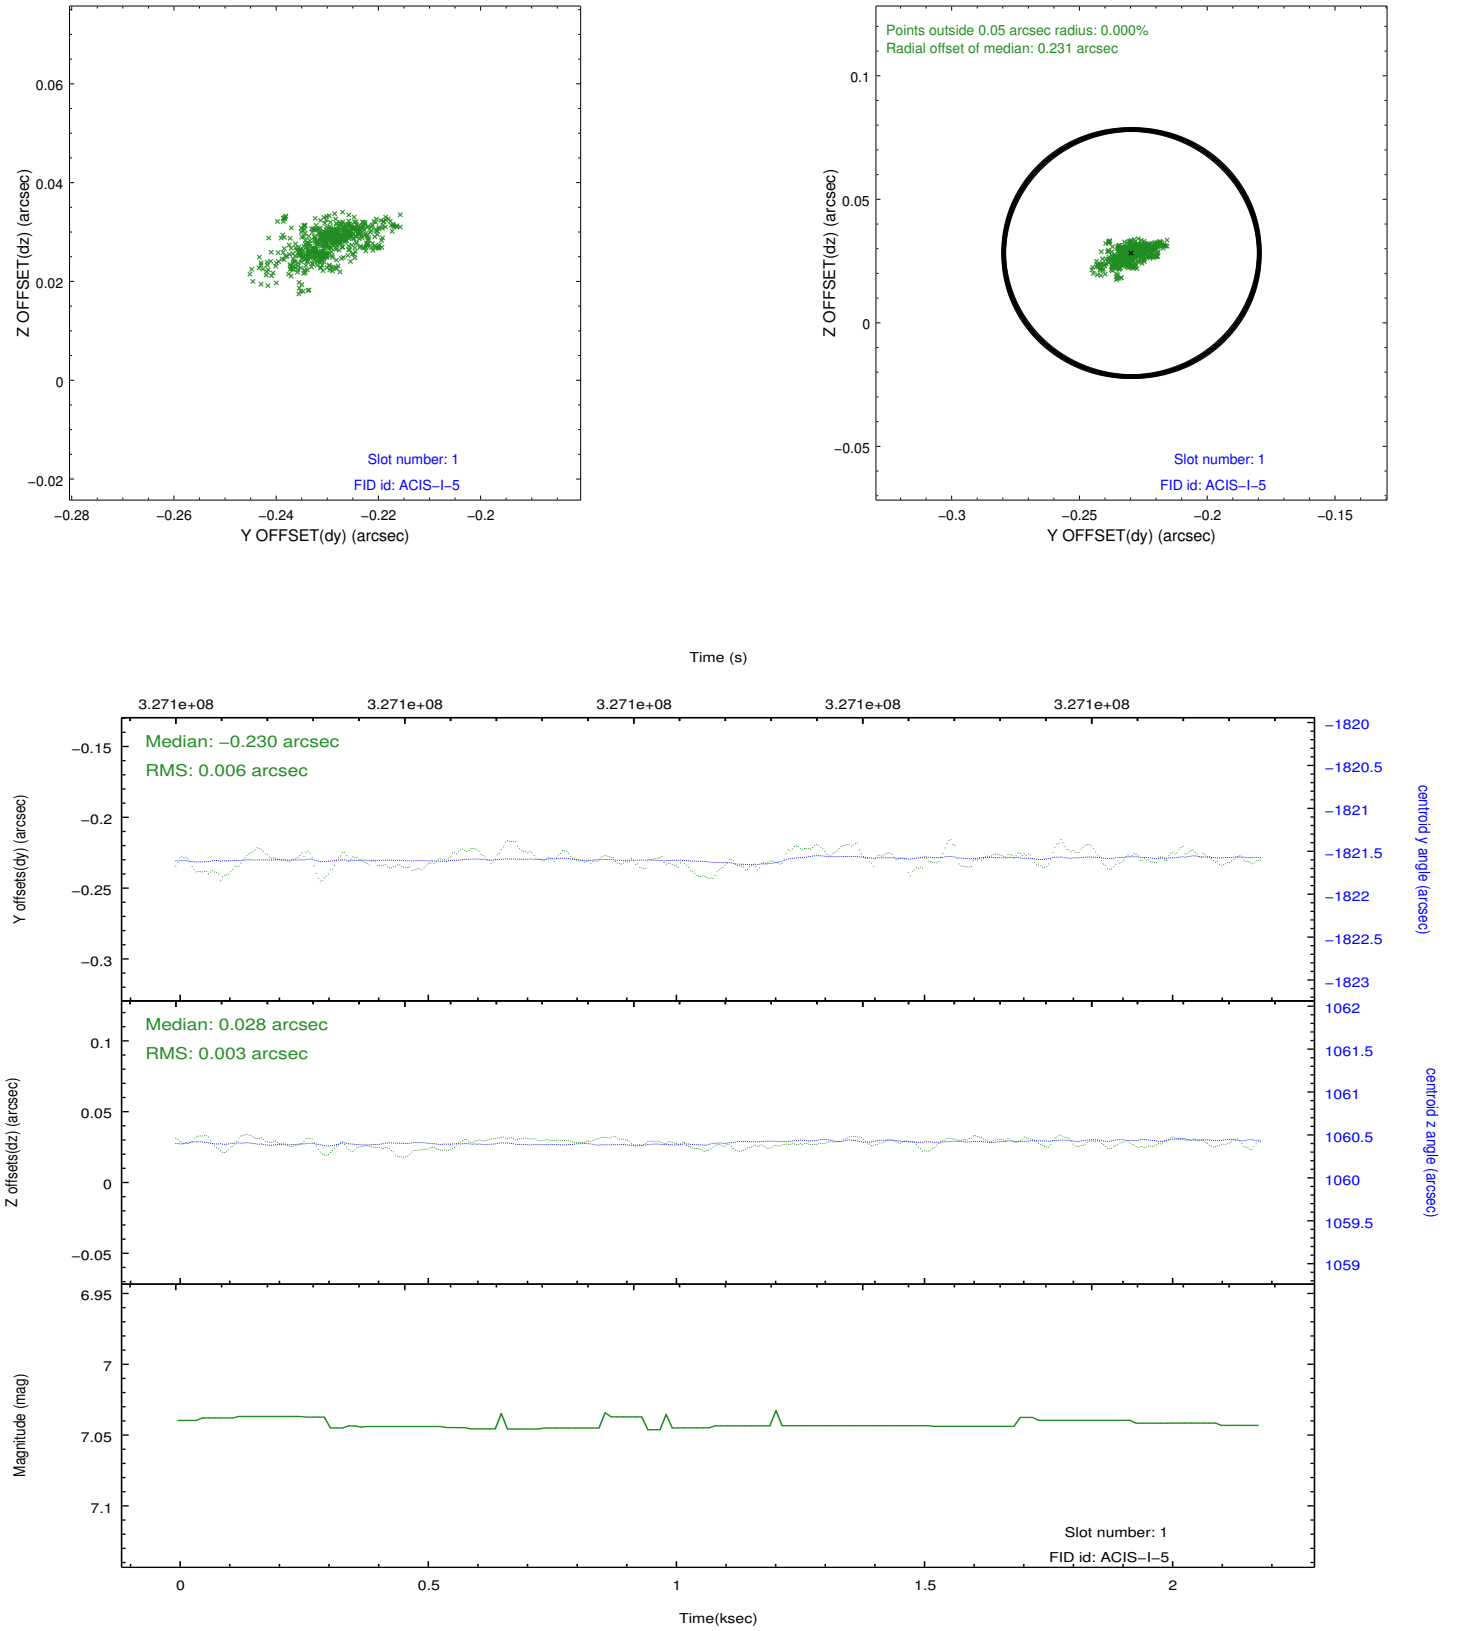 0.06
0.04
0.02
0
−0.02
−0.28
−0.26
−0.24
−0.22
−0.2
Z OFFSET(dz) (arcsec)
Y OFFSET(dy) (arcsec)
Slot number: 1
FID id: ACIS−I−5
Points outside 0.05 arcsec radius: 0.000%
Radial offset of median: 0.231 arcsec
0.1
0.05
0
−0.05
−0.3
−0.25
−0.2
−0.15
Z OFFSET(dz) (arcsec)
Y OFFSET(dy) (arcsec)
Slot number: 1
FID id: ACIS−I−5
Time (s)
3.271e+08
3.271e+08
3.271e+08
3.271e+08
3.271e+08
Median: −0.230 arcsec
RMS: 0.006 arcsec
−0.15
−0.2
−0.25
−0.3
Y offsets(dy) (arcsec)
−1820
−1820.5
−1821
−1821.5
−1822
−1822.5
−1823
centroid y angle (arcsec)
Median: 0.028 arcsec
RMS: 0.003 arcsec
0.1
0.05
0
−0.05
Z offsets(dz) (arcsec)
1062
1061.5
1061
1060.5
1060
1059.5
1059
centroid z angle (arcsec)
6.95
7
7.05
7.1
Magnitude (mag)
Slot number: 1
FID id: ACIS−I−5
0
0.5
1
1.5
2
Time(ksec)